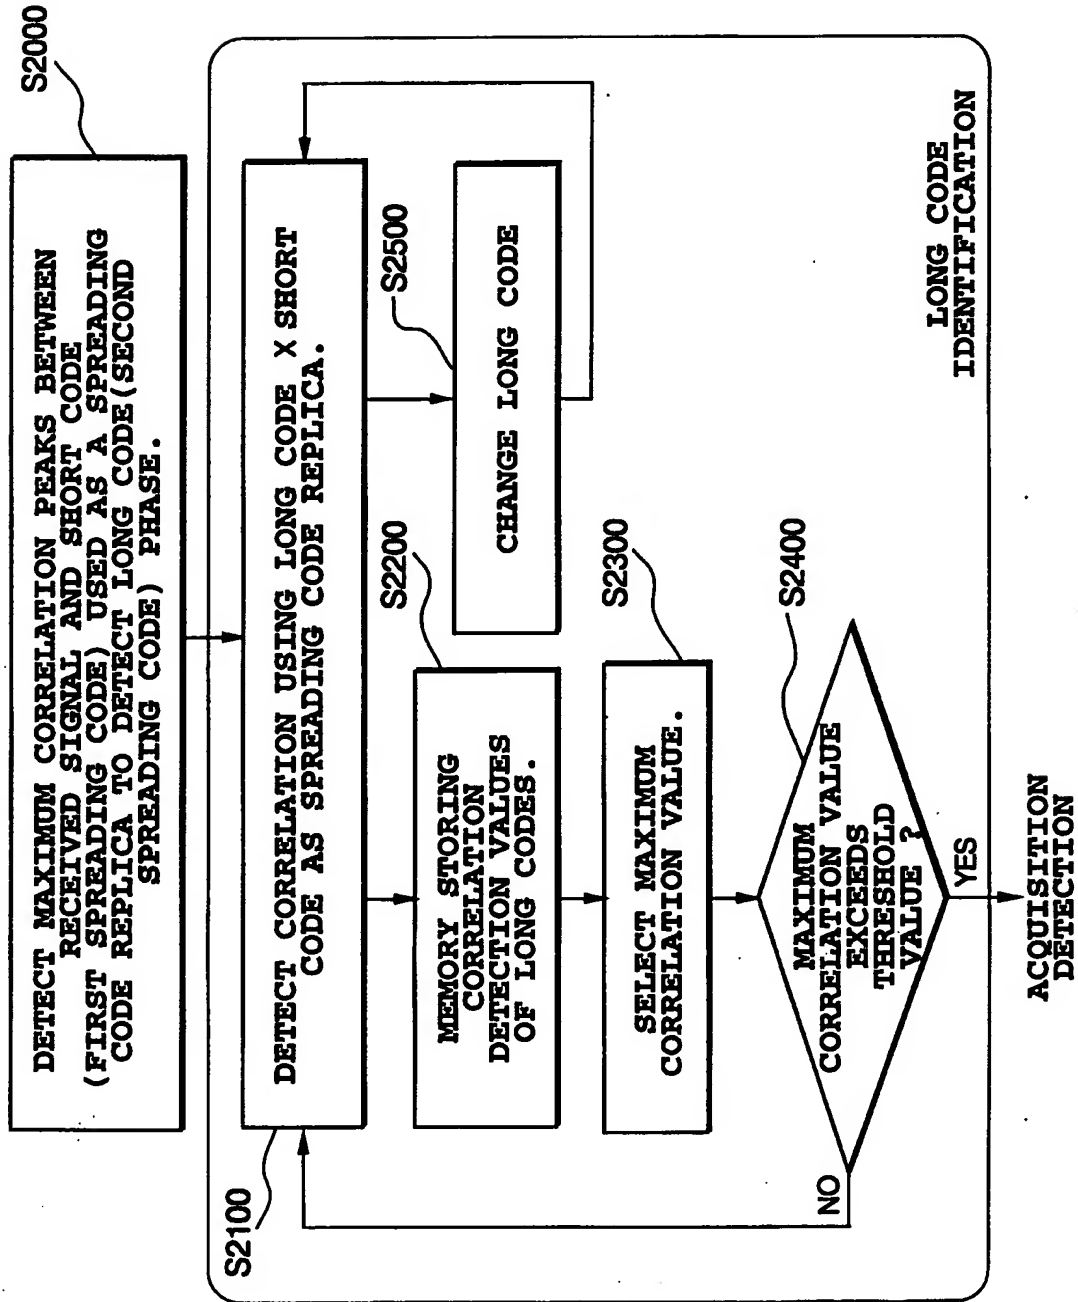 S2000
DETECT MAXIMUM CORRELATION PEAKS BETWEEN
RECEIVED SIGNAL AND SHORT CODE
(FIRST SPREADING CODE) USED AS A SPREADING
CODE REPLICA TO DETECT LONG CODE(SECOND
SPREADING CODE) PHASE.
S2100
DETECT CORRELATION USING LONG CODE X SHORT
CODE AS SPREADING CODE REPLICA.
S2200
MEMORY STORING
CORRELATION
DETECTION VALUES
OF LONG CODES.
S2500
CHANGE LONG CODE
S2300
SELECT MAXIMUM
CORRELATION VALUE.
S2400
MAXIMUM
CORRELATION VALUE
EXCEEDS
THRESHOLD
VALUE ?
NO
YES
LONG CODE
IDENTIFICATION
ACQUISITION
DETECTION